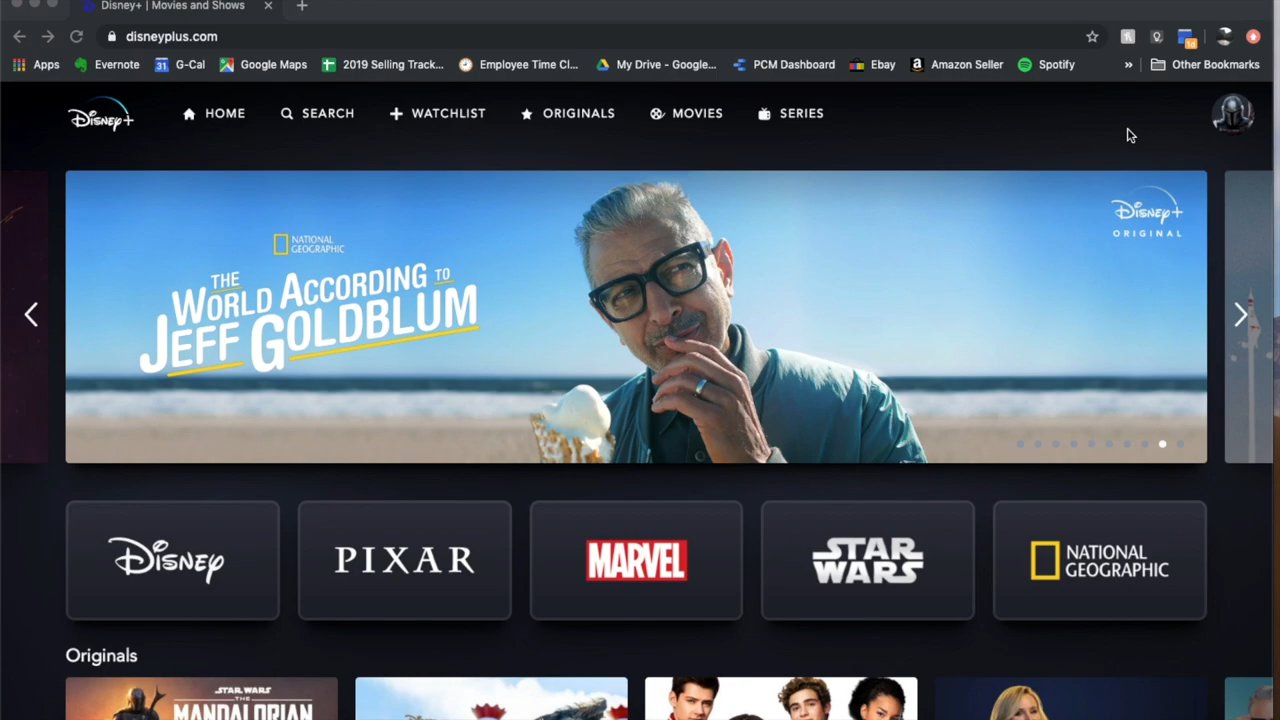 Disney+ | Movies and Shows
disneyplus.com
Apps Evernote 31 G-Cal Google Maps 2019 Selling Track... Employee Time Cl... My Drive - Google... PCM Dashboard Ebay Amazon Seller Spotify » Other Bookmarks
Disney+ HOME SEARCH WATCHLIST ORIGINALS MOVIES SERIES
NATIONAL
GEOGRAPHIC
THE
WORLD ACCORDING TO
JEFF GOLDBLUM
Disney+
ORIGINAL
Disney PIXAR MARVEL STAR WARS NATIONAL GEOGRAPHIC
Originals
STAR WARS
THE
MANDALORIAN